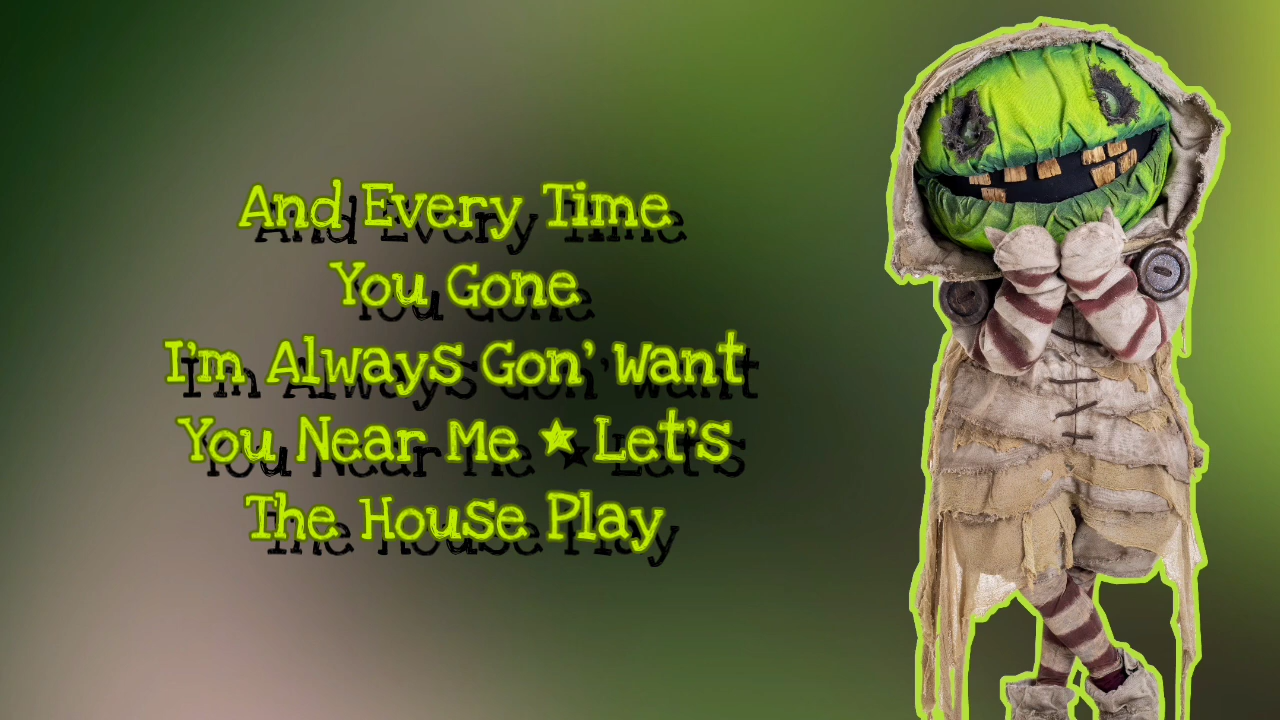 And Every Time
You Gone
I'm Always Gon' Want
You Near Me ★ Let's
The House Play